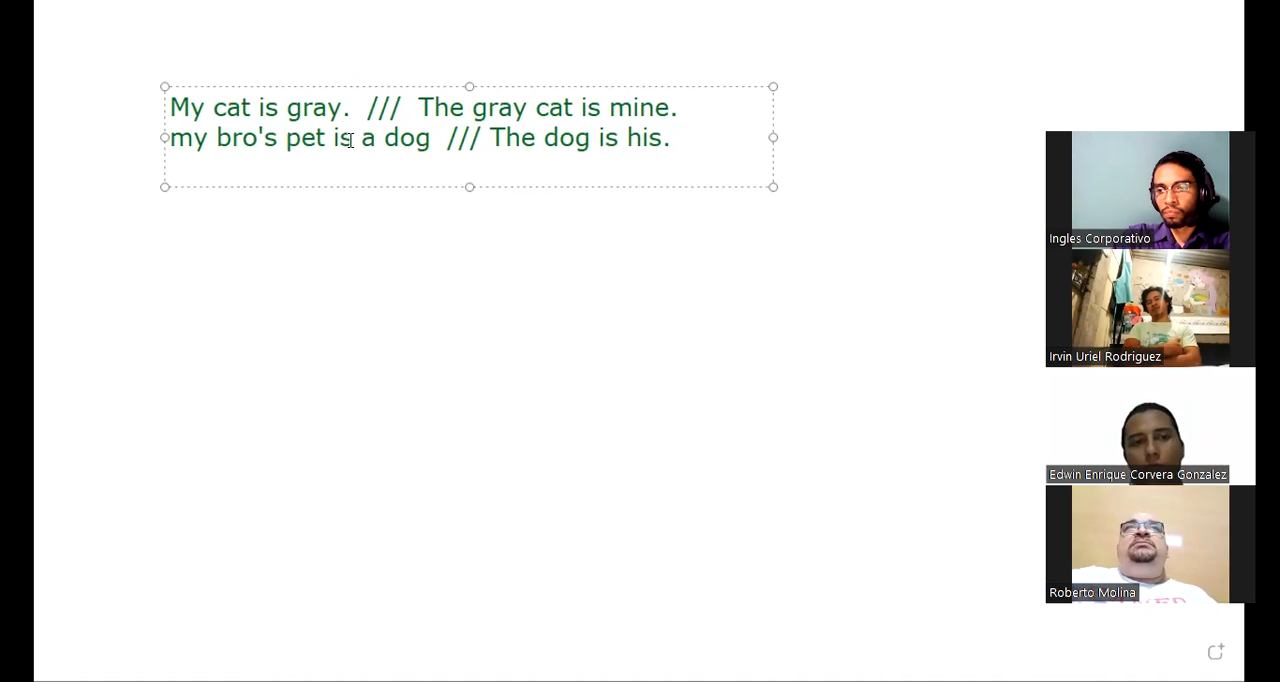 My cat is gray.  ///  The gray cat is mine.
my bro's pet is a dog  /// The dog is his.
Ingles Corporativo
Irvin Uriel Rodriguez
Edwin Enrique Corvera Gonzalez
Roberto Molina